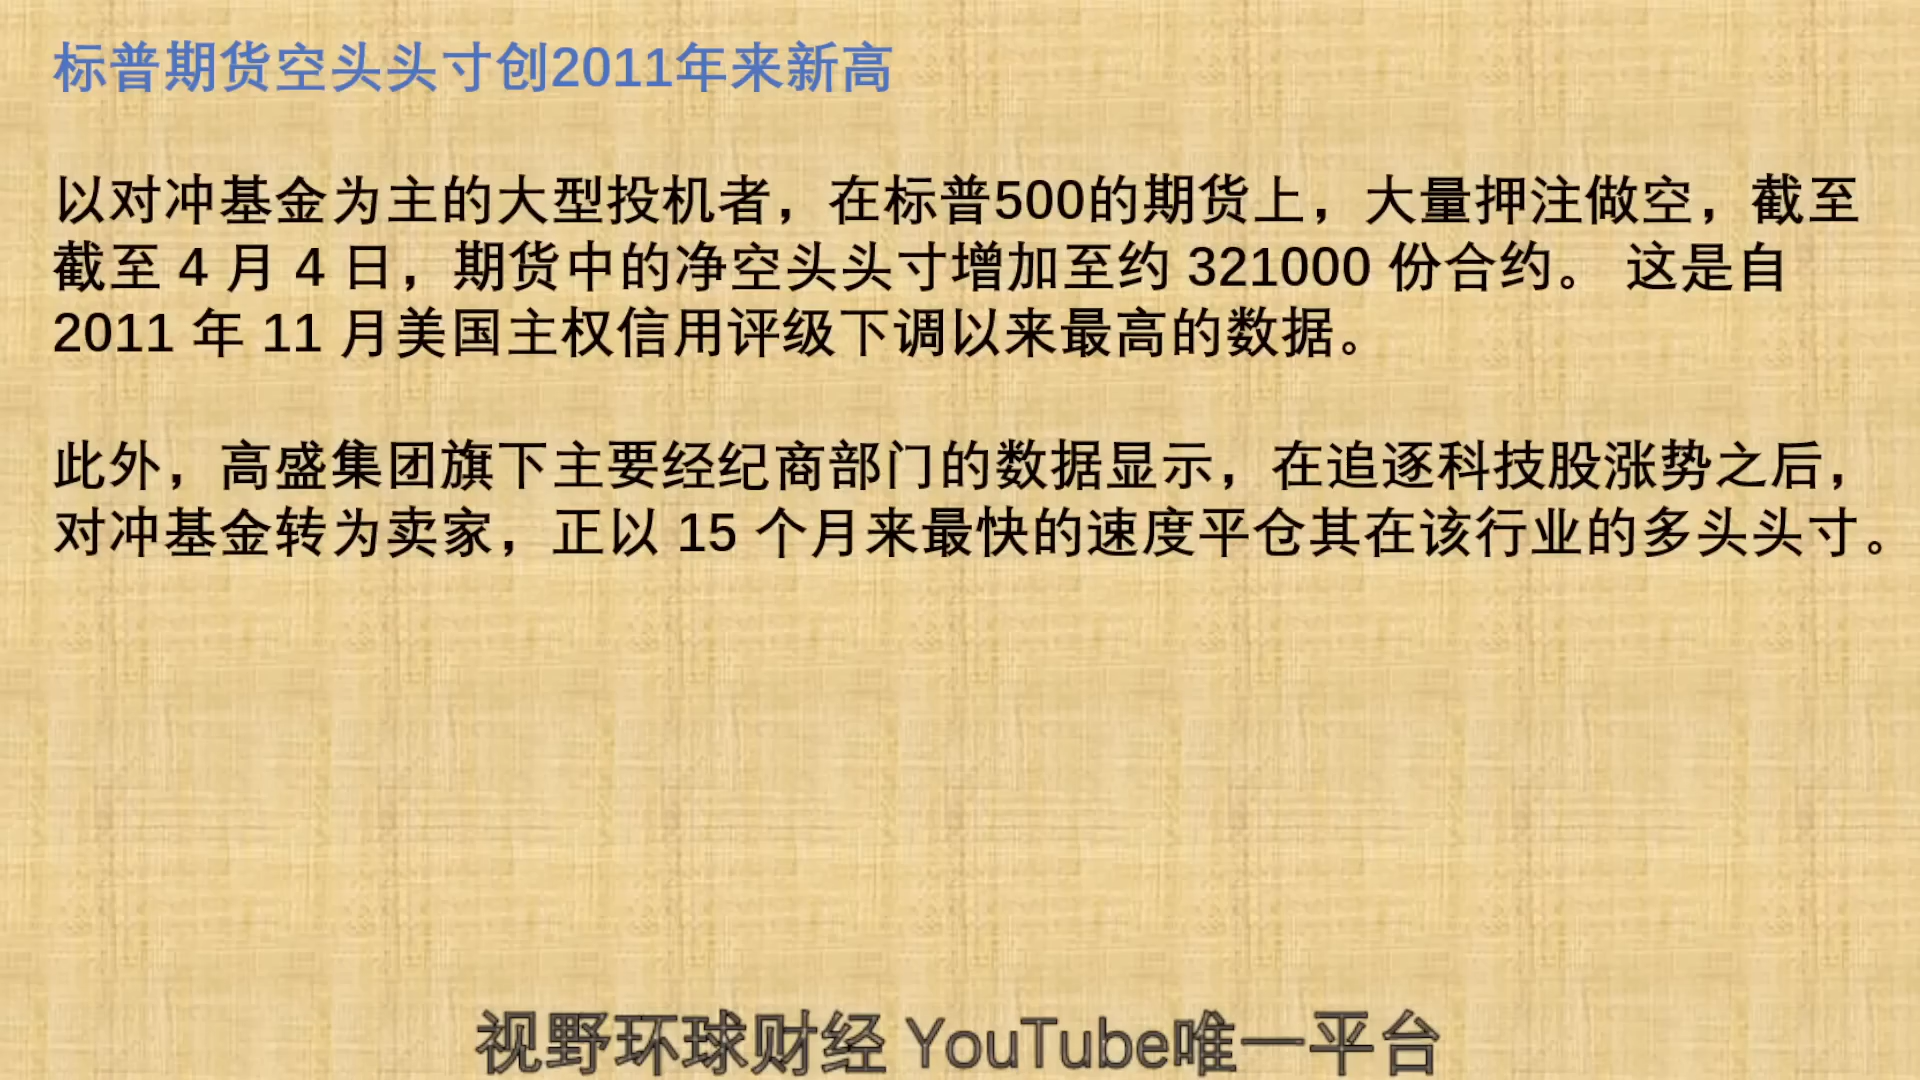 标普期货空头头寸创2011年来新高
以对冲基金为主的大型投机者，在标普500的期货上，大量押注做空，截至
截至 4 月 4 日，期货中的净空头头寸增加至约 321000 份合约。 这是自
2011 年 11 月美国主权信用评级下调以来最高的数据。
此外，高盛集团旗下主要经纪商部门的数据显示，在追逐科技股涨势之后，
对冲基金转为卖家，正以 15 个月来最快的速度平仓其在该行业的多头头寸。
视野环球财经 YouTube唯一平台